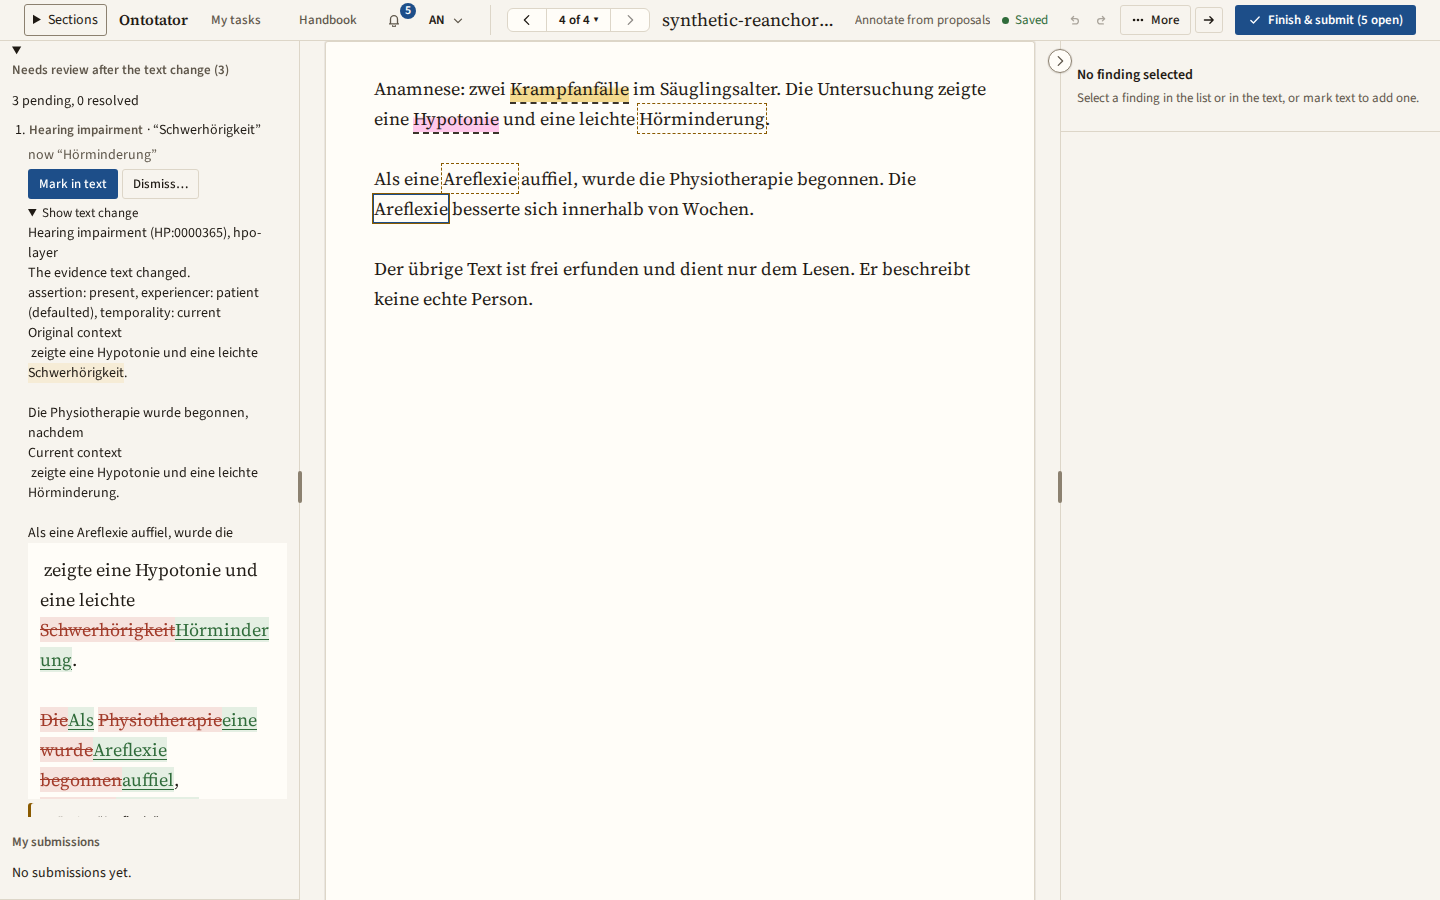 Sections
Ontotator
My tasks
Handbook
5
AN
4 of 4
synthetic-reanchor...
Annotate from proposals
Saved
More
Finish & submit (5 open)
Needs review after the text change (3)
3 pending, 0 resolved
1. Hearing impairment · “Schwerhörigkeit”
now “Hörminderung”
Mark in text
Dismiss…
Show text change
Hearing impairment (HP:0000365), hpo-
layer
The evidence text changed.
assertion: present, experiencer: patient
(defaulted), temporality: current
Original context
zeigte eine Hypotonie und eine leichte
Schwerhörigkeit.
Die Physiotherapie wurde begonnen,
nachdem
Current context
zeigte eine Hypotonie und eine leichte
Hörminderung.
Als eine Areflexie auffiel, wurde die
zeigte eine Hypotonie und
eine leichte
SchwerhörigkeitHörminder
ung.
DieAls Physiotherapieeine
wurdeAreflexie
begonnenauffiel,
My submissions
No submissions yet.
Anamnese: zwei Krampfanfälle im Säuglingsalter. Die Untersuchung zeigte
eine Hypotonie und eine leichte Hörminderung.
Als eine Areflexie auffiel, wurde die Physiotherapie begonnen. Die
Areflexie besserte sich innerhalb von Wochen.
Der übrige Text ist frei erfunden und dient nur dem Lesen. Er beschreibt
keine echte Person.
No finding selected
Select a finding in the list or in the text, or mark text to add one.